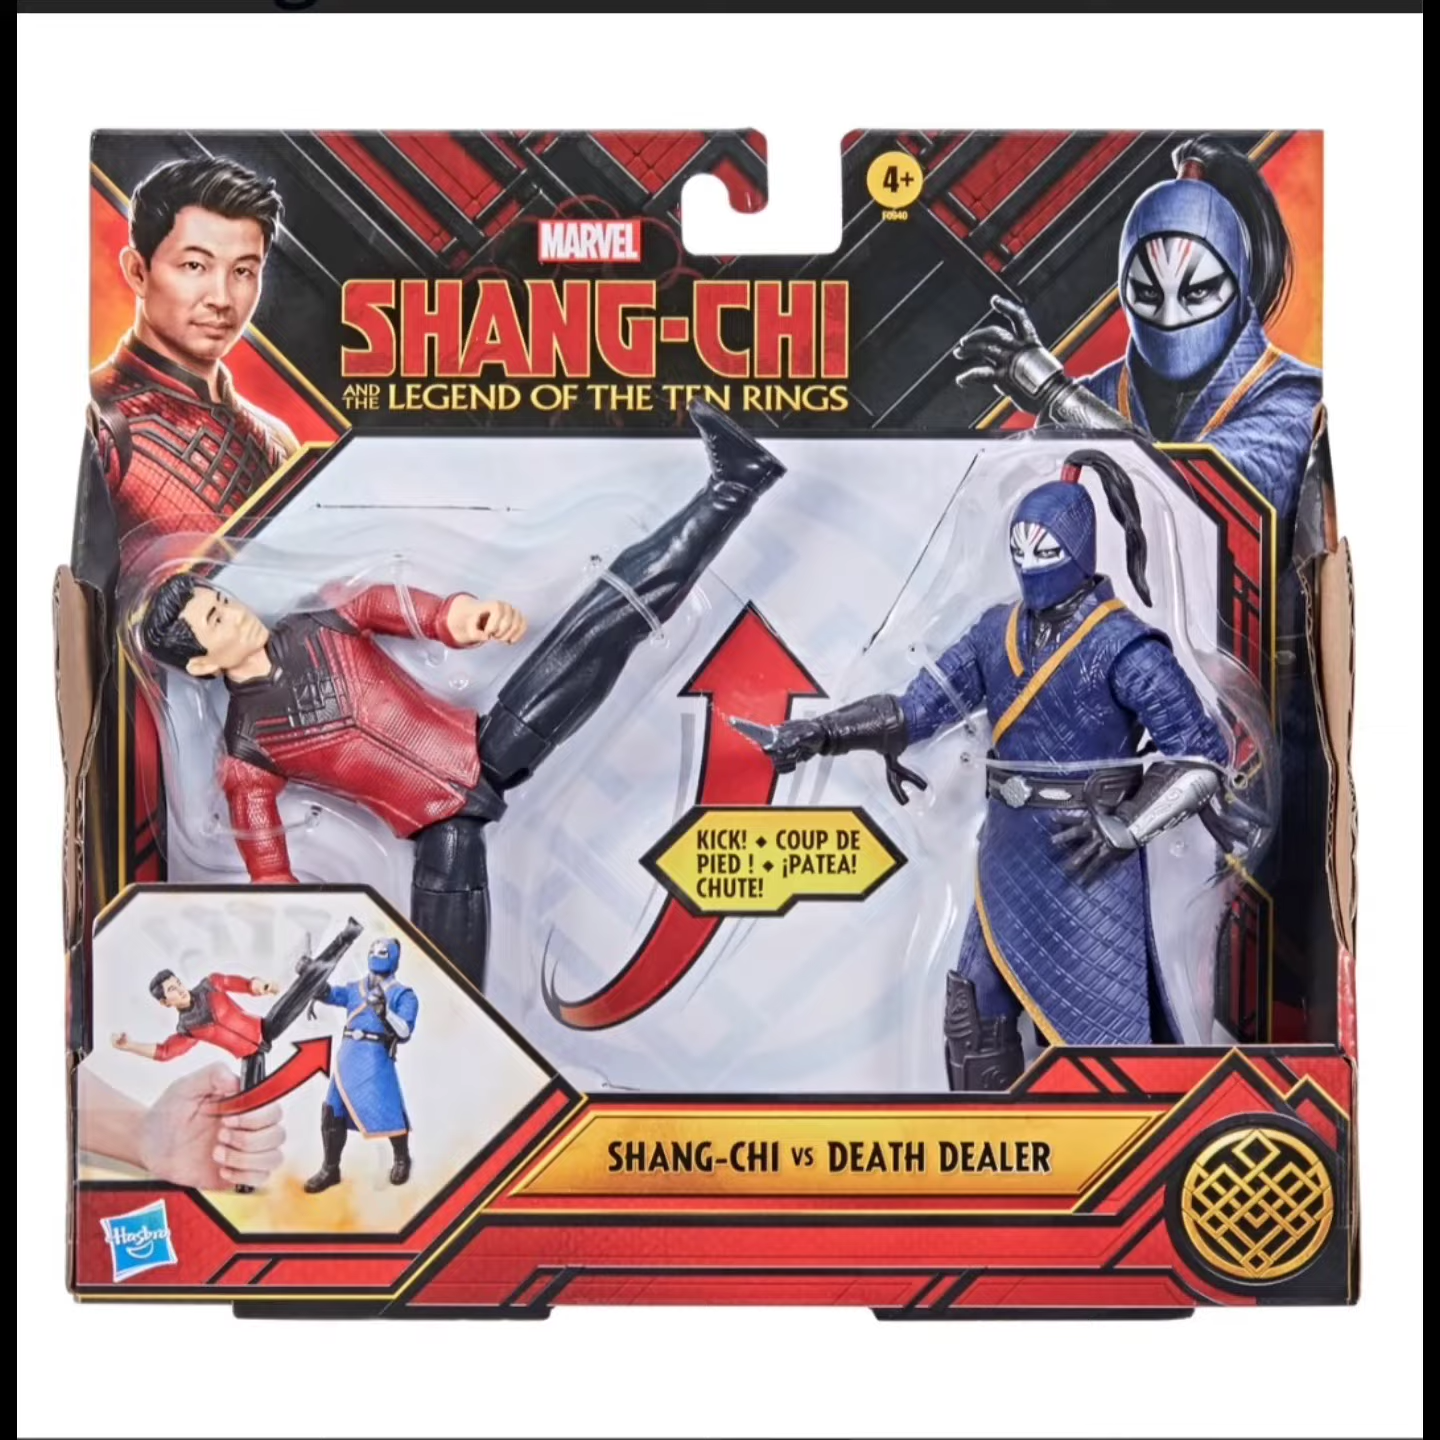 4+
F0940
MARVEL
SHANG-CHI
AND THE LEGEND OF THE TEN RINGS
KICK! ◆ COUP DE
PIED ! ◆ ¡PATEA!
CHUTE!
SHANG-CHI VS DEATH DEALER
Hasbro